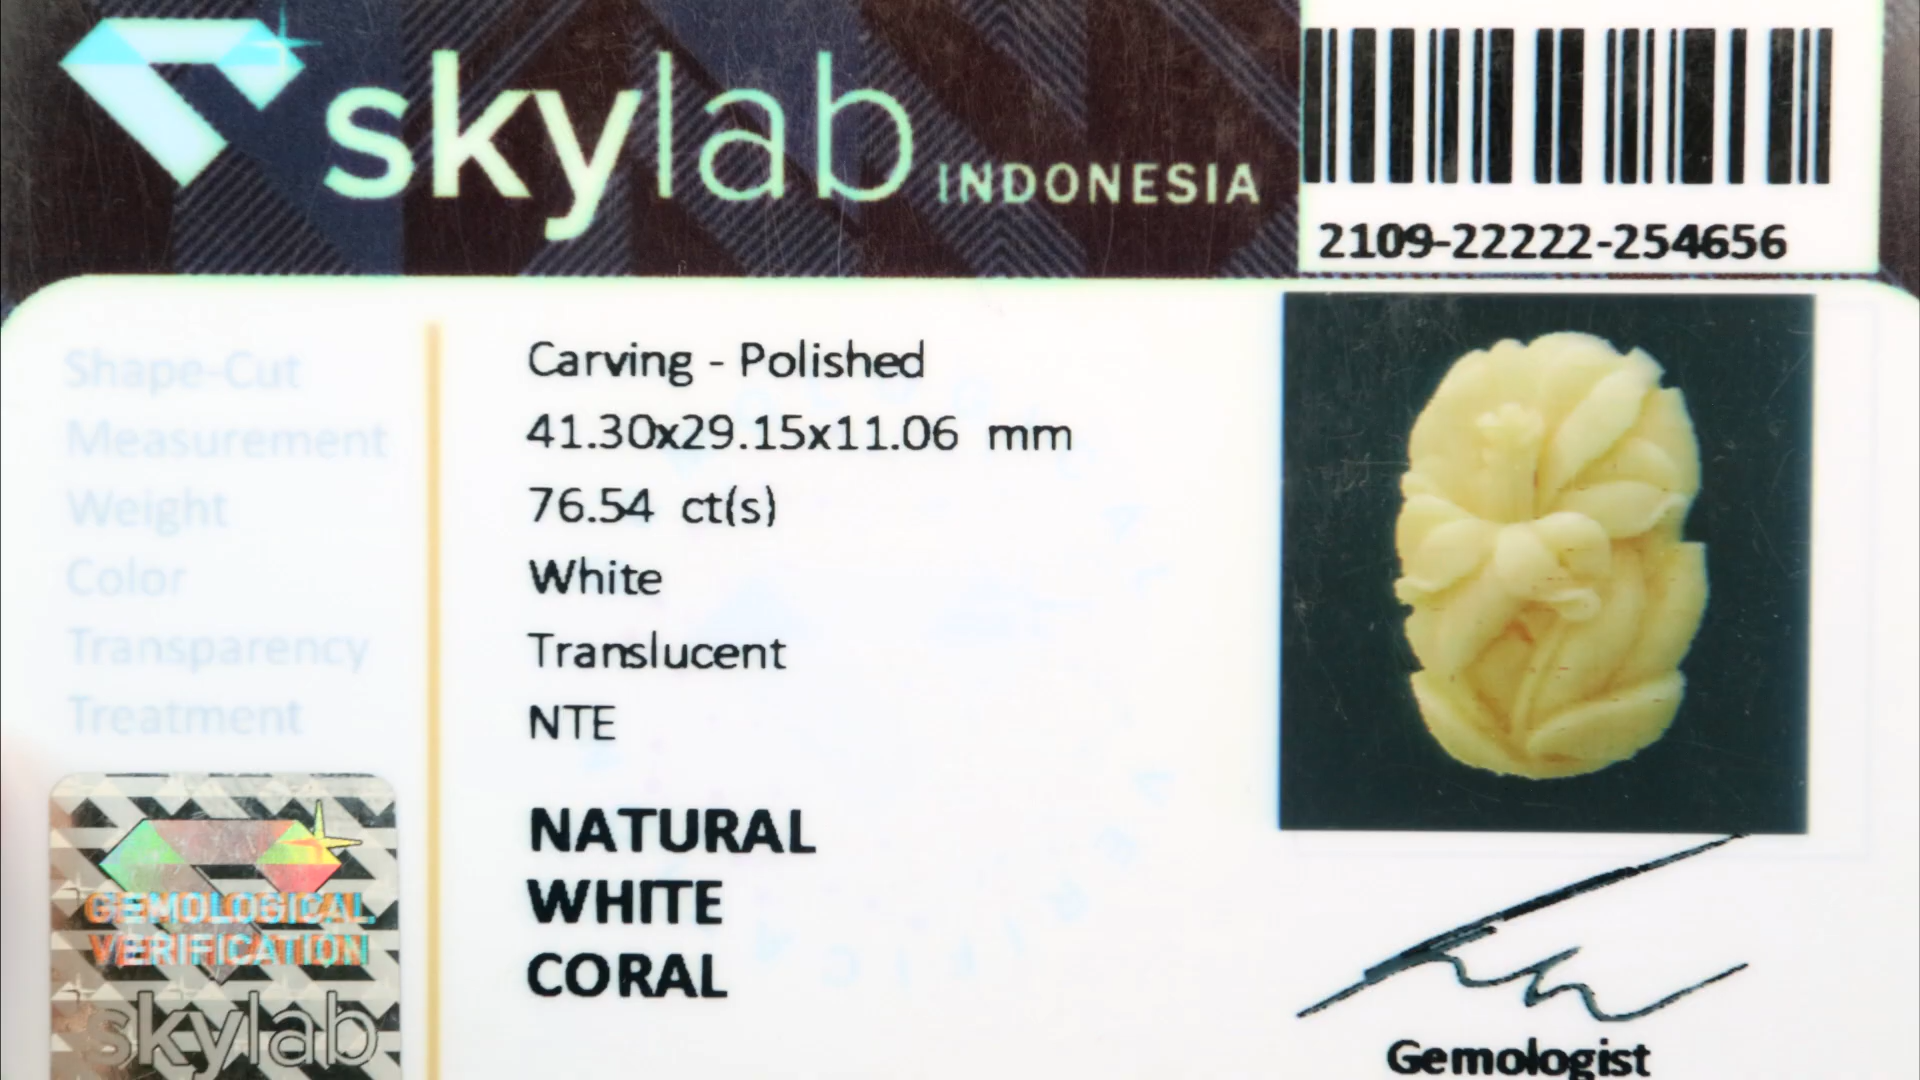 skylab INDONESIA
2109-22222-254656
Shape-Cut Carving - Polished
Measurement 41.30x29.15x11.06 mm
Weight 76.54 ct(s)
Color White
Transparency Translucent
Treatment NTE
NATURAL
WHITE
CORAL
GEMOLOGICAL
VERIFICATION
skylab
Gemologist